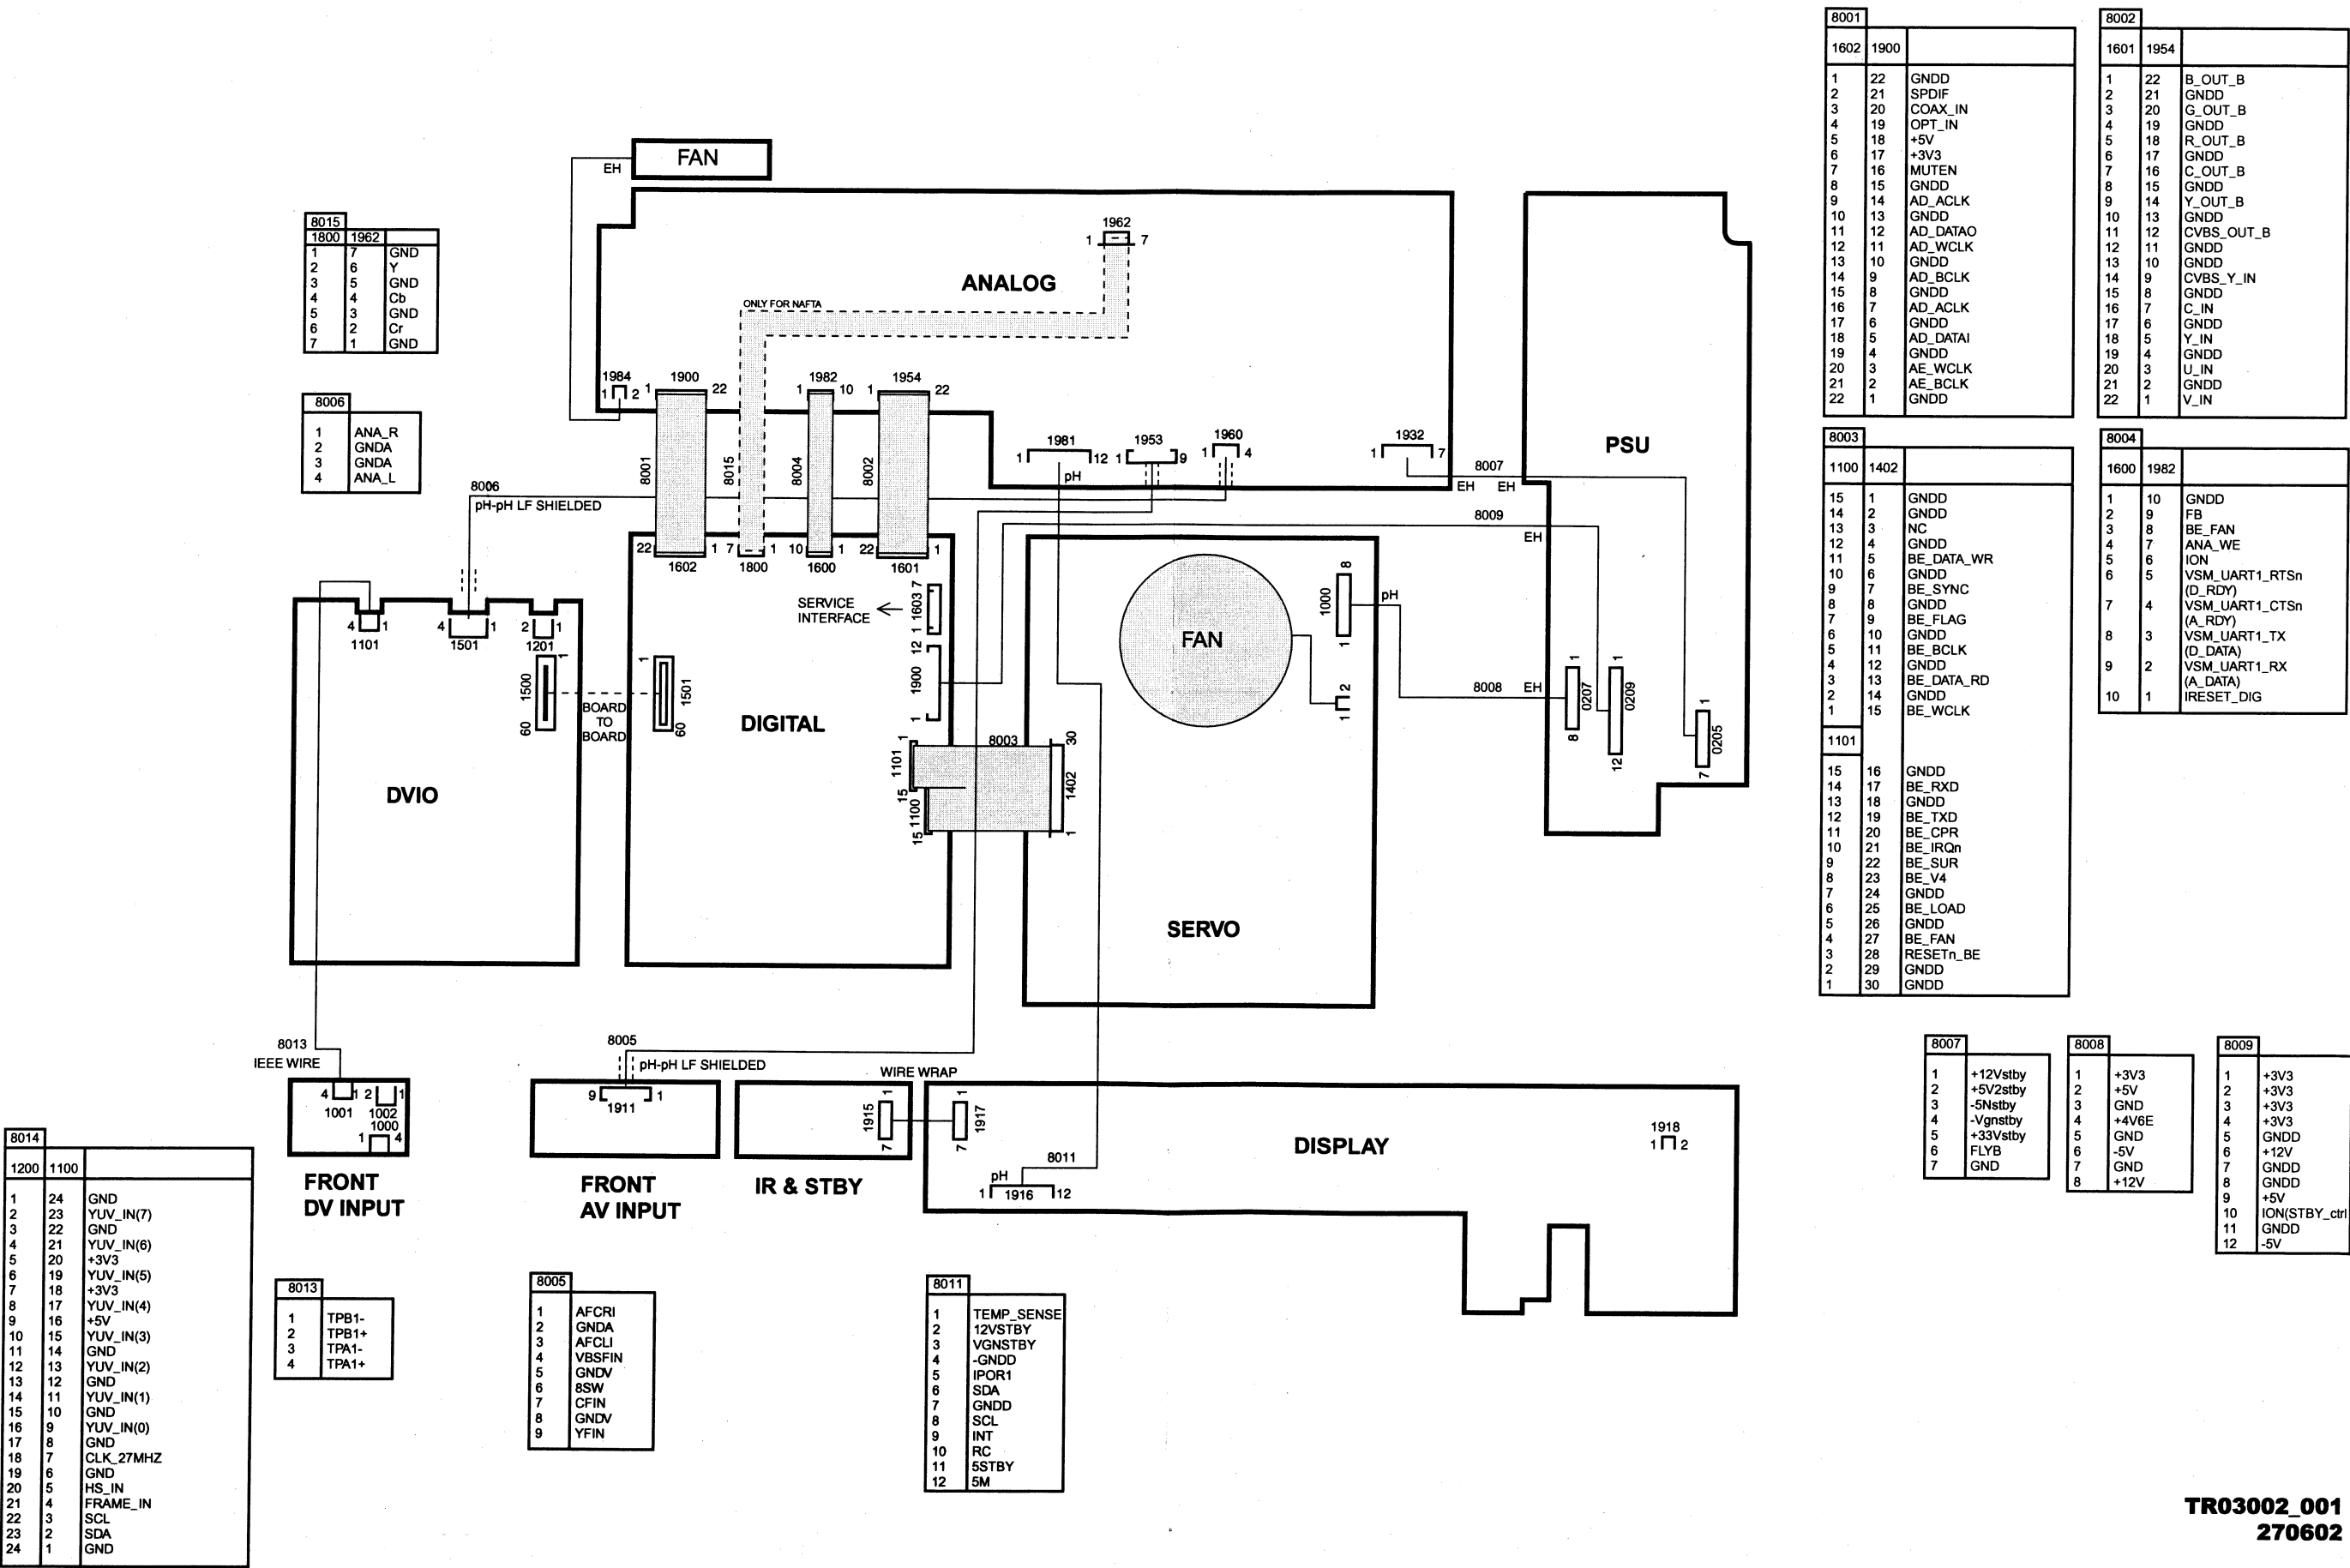 FAN
EH
8015
1800 1962
1 7 GND
2 6 Y
3 5 GND
4 4 Cb
5 3 GND
6 2 Cr
7 1 GND
8006
1 ANA_R
2 GNDA
3 GNDA
4 ANA_L
1962
1 7
ANALOG
ONLY FOR NAFTA
1984
1 2
1900
1 22
1982
1 10
1954
1 22
1981
1 12
pH
1953
1 9
1960
1 4
1932
1 7
8007
EH EH
8009
EH
PSU
8001
8015
8004
8002
8006
pH-pH LF SHIELDED
22 1
1602
7 1
1800
10 1
1600
22 1
1601
SERVICE
INTERFACE
1 1603 7
1 1900 12
4 1
1101
4 1
1501
2 1
1201
1 1500 60
BOARD
TO
BOARD
1 1501 60
DVIO
DIGITAL
FAN
8 1000 1
pH
2 1
8008 EH
1 0207 8
1 0209 12
1 0205 7
8003
1 1101 15
1100 15
30 1402 1
SERVO
8013
IEEE WIRE
4 1
1001
2 1
1002
1000
1 4
FRONT
DV INPUT
8005
pH-pH LF SHIELDED
9 1
1911
FRONT
AV INPUT
WIRE WRAP
1 1915 7
1 1917 7
IR & STBY
DISPLAY
8011
pH
1 1916 12
1918
1 2
8014
1200 1100
1 24 GND
2 23 YUV_IN(7)
3 22 GND
4 21 YUV_IN(6)
5 20 +3V3
6 19 YUV_IN(5)
7 18 +3V3
8 17 YUV_IN(4)
9 16 +5V
10 15 YUV_IN(3)
11 14 GND
12 13 YUV_IN(2)
13 12 GND
14 11 YUV_IN(1)
15 10 GND
16 9 YUV_IN(0)
17 8 GND
18 7 CLK_27MHZ
19 6 GND
20 5 HS_IN
21 4 FRAME_IN
22 3 SCL
23 2 SDA
24 1 GND
8013
1 TPB1-
2 TPB1+
3 TPA1-
4 TPA1+
8005
1 AFCRI
2 GNDA
3 AFCLI
4 VBSFIN
5 GNDV
6 8SW
7 CFIN
8 GNDV
9 YFIN
8011
1 TEMP_SENSE
2 12VSTBY
3 VGNSTBY
4 -GNDD
5 IPOR1
6 SDA
7 GNDD
8 SCL
9 INT
10 RC
11 5STBY
12 5M
8001
1602 1900
1 22 GNDD
2 21 SPDIF
3 20 COAX_IN
4 19 OPT_IN
5 18 +5V
6 17 +3V3
7 16 MUTEN
8 15 GNDD
9 14 AD_ACLK
10 13 GNDD
11 12 AD_DATAO
12 11 AD_WCLK
13 10 GNDD
14 9 AD_BCLK
15 8 GNDD
16 7 AD_ACLK
17 6 GNDD
18 5 AD_DATAI
19 4 GNDD
20 3 AE_WCLK
21 2 AE_BCLK
22 1 GNDD
8002
1601 1954
1 22 B_OUT_B
2 21 GNDD
3 20 G_OUT_B
4 19 GNDD
5 18 R_OUT_B
6 17 GNDD
7 16 C_OUT_B
8 15 GNDD
9 14 Y_OUT_B
10 13 GNDD
11 12 CVBS_OUT_B
12 11 GNDD
13 10 GNDD
14 9 CVBS_Y_IN
15 8 GNDD
16 7 C_IN
17 6 GNDD
18 5 Y_IN
19 4 GNDD
20 3 U_IN
21 2 GNDD
22 1 V_IN
8003
1100 1402
15 1 GNDD
14 2 GNDD
13 3 NC
12 4 GNDD
11 5 BE_DATA_WR
10 6 GNDD
9 7 BE_SYNC
8 8 GNDD
7 9 BE_FLAG
6 10 GNDD
5 11 BE_BCLK
4 12 GNDD
3 13 BE_DATA_RD
2 14 GNDD
1 15 BE_WCLK
1101
15 16 GNDD
14 17 BE_RXD
13 18 GNDD
12 19 BE_TXD
11 20 BE_CPR
10 21 BE_IRQn
9 22 BE_SUR
8 23 BE_V4
7 24 GNDD
6 25 BE_LOAD
5 26 GNDD
4 27 BE_FAN
3 28 RESETn_BE
2 29 GNDD
1 30 GNDD
8004
1600 1982
1 10 GNDD
2 9 FB
3 8 BE_FAN
4 7 ANA_WE
5 6 ION
6 5 VSM_UART1_RTSn
(D_RDY)
7 4 VSM_UART1_CTSn
(A_RDY)
8 3 VSM_UART1_TX
(D_DATA)
9 2 VSM_UART1_RX
(A_DATA)
10 1 IRESET_DIG
8007
1 +12Vstby
2 +5V2stby
3 -5Nstby
4 -Vgnstby
5 +33Vstby
6 FLYB
7 GND
8008
1 +3V3
2 +5V
3 GND
4 +4V6E
5 GND
6 -5V
7 GND
8 +12V
8009
1 +3V3
2 +3V3
3 +3V3
4 +3V3
5 GNDD
6 +12V
7 GNDD
8 GNDD
9 +5V
10 ION(STBY_ctrl
11 GNDD
12 -5V
TR03002_001
270602